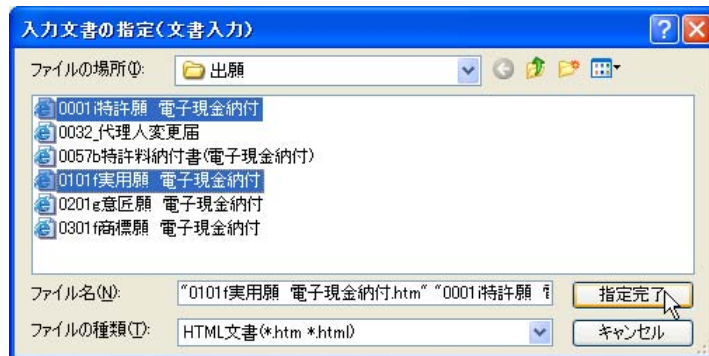 入力文書の指定(文書入力)
ファイルの場所(I):
出願
0001i特許願 電子現金納付
0032_代理人変更届
0057b特許料納付書(電子現金納付)
0101f実用願 電子現金納付
0201g意匠願 電子現金納付
0301f商標願 電子現金納付
ファイル名(N):
"0101f実用願 電子現金納付.htm" "0001i特許願
指定完了
ファイルの種類(T):
HTML文書(*.htm *.html)
キャンセル